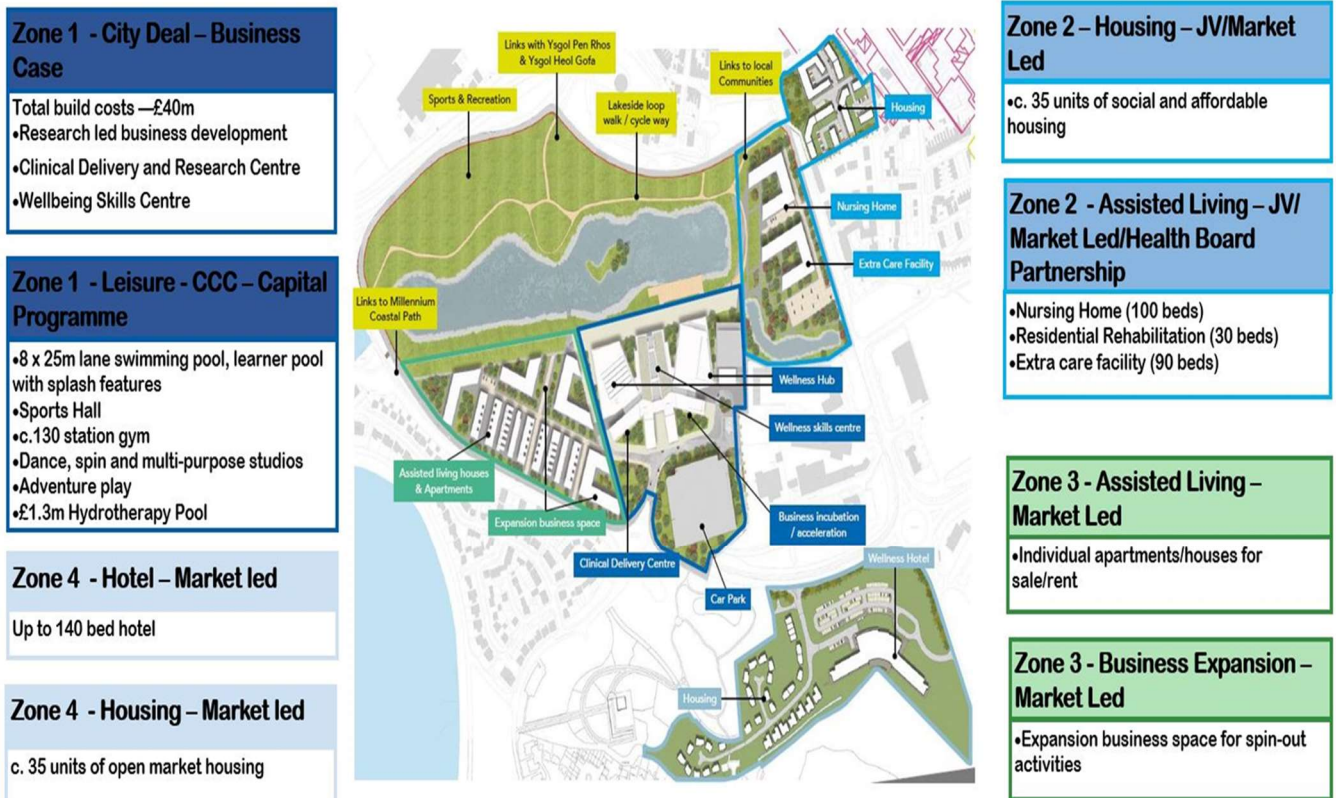 Zone 1  - City Deal – Business
Case
Total build costs —£40m
•Research led business development
•Clinical Delivery and Research Centre
•Wellbeing Skills Centre
Zone 1  - Leisure - CCC – Capital
Programme
•8 x 25m lane swimming pool, learner pool
with splash features
•Sports Hall
•c.130 station gym
•Dance, spin and multi-purpose studios
•Adventure play
•£1.3m Hydrotherapy Pool
Zone 4  - Hotel – Market led
Up to 140 bed hotel
Zone 4  - Housing – Market led
c. 35 units of open market housing
Links with Ysgol Pen Rhos
& Ysgol Heol Gofa
Sports & Recreation
Lakeside loop
walk / cycle way
Links to local
Communities
Housing
Nursing Home
Extra Care Facility
Links to Millennium
Coastal Path
Wellness Hub
Wellness skills centre
Assisted living houses
& Apartments
Expansion business space
Business incubation
/ acceleration
Clinical Delivery Centre
Car Park
Wellness Hotel
Housing
Zone 2 – Housing – JV/Market
Led
•c. 35 units of social and affordable
housing
Zone 2  - Assisted Living – JV/
Market Led/Health Board
Partnership
•Nursing Home (100 beds)
•Residential Rehabilitation (30 beds)
•Extra care facility (90 beds)
Zone 3 - Assisted Living –
Market Led
•Individual apartments/houses for
sale/rent
Zone 3 - Business Expansion –
Market Led
•Expansion business space for spin-out
activities